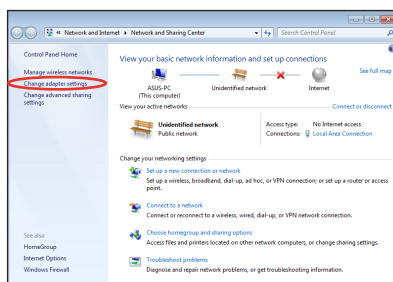 « Network and Internet ▸ Network and Sharing Center
Search Control Panel
Control Panel Home
Manage wireless networks
Change adapter settings
Change advanced sharing
settings
See also
HomeGroup
Internet Options
Windows Firewall
View your basic network information and set up connections
See full map
ASUS-PC
(This computer)
Unidentified network
Internet
View your active networks
Connect or disconnect
Unidentified network
Public network
Access type: No Internet access
Connections: Local Area Connection
Change your networking settings
Set up a new connection or network
Set up a wireless, broadband, dial-up, ad hoc, or VPN connection; or set up a router or access
point.
Connect to a network
Connect or reconnect to a wireless, wired, dial-up, or VPN network connection.
Choose homegroup and sharing options
Access files and printers located on other network computers, or change sharing settings.
Troubleshoot problems
Diagnose and repair network problems, or get troubleshooting information.